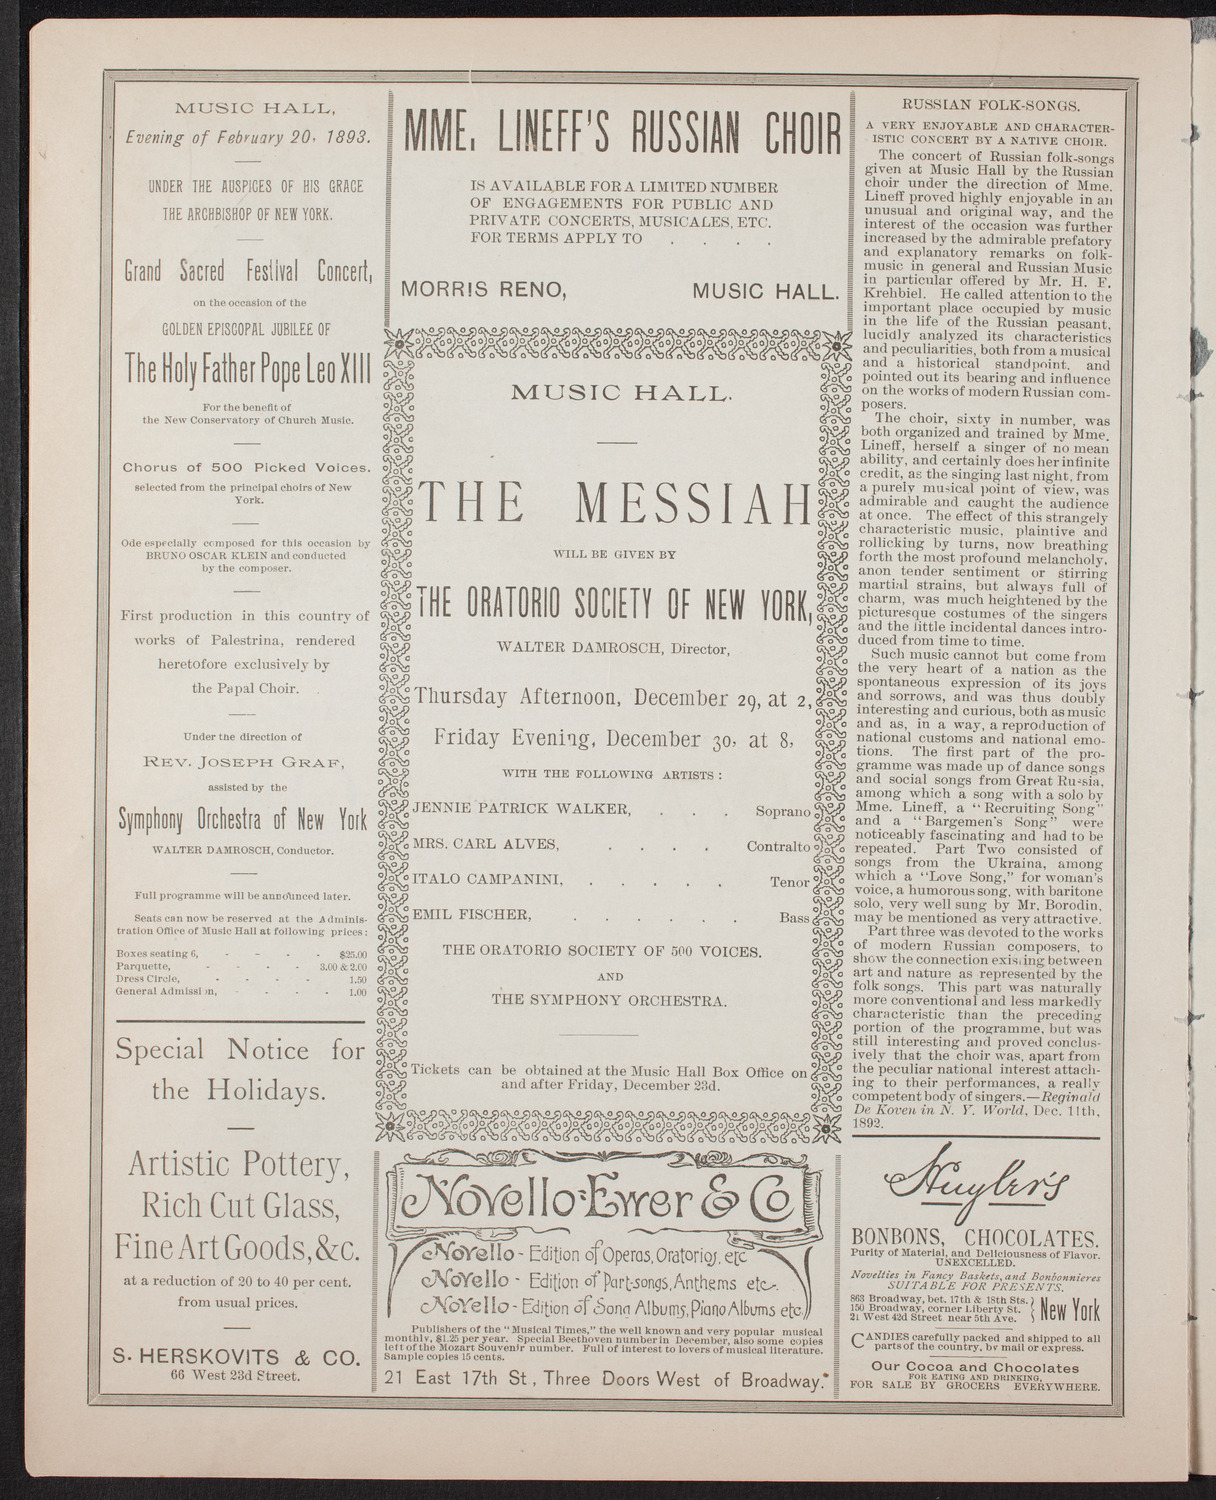 MUSIC HALL,
Evening of February 20, 1893.
UNDER THE AUSPICES OF HIS GRACE
THE ARCHBISHOP OF NEW YORK.
Grand Sacred Festival Concert,
on the occasion of the
GOLDEN EPISCOPAL JUBILEE OF
The Holy Father Pope Leo XIII
For the benefit of
the New Conservatory of Church Music.
Chorus of 500 Picked Voices.
selected from the principal choirs of New
York.
Ode especially composed for this occasion by
BRUNO OSCAR KLEIN and conducted
by the composer.
First production in this country of
works of Palestrina, rendered
heretofore exclusively by
the Papal Choir.
Under the direction of
REV. JOSEPH GRAF,
assisted by the
Symphony Orchestra of New York
WALTER DAMROSCH, Conductor.
Full programme will be announced later.
Seats can now be reserved at the Adminis-
tration Office of Music Hall at following prices:
Boxes seating 6, - - - - $25.00
Parquette, - - - - 3.00 & 2.00
Dress Circle, - - - - 1.50
General Admission, - - - - 1.00
Special Notice for
the Holidays.
Artistic Pottery,
Rich Cut Glass,
Fine Art Goods, &c.
at a reduction of 20 to 40 per cent.
from usual prices.
S. HERSKOVITS & CO.
66 West 23d Street.
MME. LINEFF'S RUSSIAN CHOIR
IS AVAILABLE FOR A LIMITED NUMBER
OF ENGAGEMENTS FOR PUBLIC AND
PRIVATE CONCERTS, MUSICALES, ETC.
FOR TERMS APPLY TO . . . .
MORRIS RENO, MUSIC HALL.
MUSIC HALL.
THE MESSIAH
WILL BE GIVEN BY
THE ORATORIO SOCIETY OF NEW YORK,
WALTER DAMROSCH, Director,
Thursday Afternoon, December 29, at 2,
Friday Evening, December 30, at 8,
WITH THE FOLLOWING ARTISTS:
JENNIE PATRICK WALKER, . . . Soprano
MRS. CARL ALVES, . . . . Contralto
ITALO CAMPANINI, . . . . . Tenor
EMIL FISCHER, . . . . . . Bass
THE ORATORIO SOCIETY OF 500 VOICES.
AND
THE SYMPHONY ORCHESTRA.
Tickets can be obtained at the Music Hall Box Office on
and after Friday, December 23d.
Novello·Ewer & Co
Novello - Edition of Operas, Oratorios, etc
Novello - Edition of Part-songs, Anthems etc.
Novello - Edition of Song Albums, Piano Albums etc.
Publishers of the "Musical Times," the well known and very popular musical
monthly, $1.25 per year. Special Beethoven number in December, also some copies
left of the Mozart Souvenir number. Full of interest to lovers of musical literature.
Sample copies 15 cents.
21 East 17th St, Three Doors West of Broadway.
RUSSIAN FOLK-SONGS.
A VERY ENJOYABLE AND CHARACTER-
ISTIC CONCERT BY A NATIVE CHOIR.
The concert of Russian folk-songs
given at Music Hall by the Russian
choir under the direction of Mme.
Lineff proved highly enjoyable in an
unusual and original way, and the
interest of the occasion was further
increased by the admirable prefatory
and explanatory remarks on folk-
music in general and Russian Music
in particular offered by Mr. H. F.
Krehbiel. He called attention to the
important place occupied by music
in the life of the Russian peasant,
lucidly analyzed its characteristics
and peculiarities, both from a musical
and a historical standpoint, and
pointed out its bearing and influence
on the works of modern Russian com-
posers.
The choir, sixty in number, was
both organized and trained by Mme.
Lineff, herself a singer of no mean
ability, and certainly does her infinite
credit, as the singing last night, from
a purely musical point of view, was
admirable and caught the audience
at once. The effect of this strangely
characteristic music, plaintive and
rollicking by turns, now breathing
forth the most profound melancholy,
anon tender sentiment or stirring
martial strains, but always full of
charm, was much heightened by the
picturesque costumes of the singers
and the little incidental dances intro-
duced from time to time.
Such music cannot but come from
the very heart of a nation as the
spontaneous expression of its joys
and sorrows, and was thus doubly
interesting and curious, both as music
and as, in a way, a reproduction of
national customs and national emo-
tions. The first part of the pro-
gramme was made up of dance songs
and social songs from Great Russia,
among which a song with a solo by
Mme. Lineff, a "Recruiting Song"
and a "Bargemen's Song" were
noticeably fascinating and had to be
repeated. Part Two consisted of
songs from the Ukraina, among
which a "Love Song," for woman's
voice, a humorous song, with baritone
solo, very well sung by Mr. Borodin,
may be mentioned as very attractive.
Part three was devoted to the works
of modern Russian composers, to
show the connection existing between
art and nature as represented by the
folk songs. This part was naturally
more conventional and less markedly
characteristic than the preceding
portion of the programme, but was
still interesting and proved conclus-
ively that the choir was, apart from
the peculiar national interest attach-
ing to their performances, a really
competent body of singers.—Reginald
De Koven in N. Y. World, Dec. 11th,
1892.
Huyler's
BONBONS, CHOCOLATES.
Purity of Material, and Deliciousness of Flavor.
UNEXCELLED.
Novelties in Fancy Baskets, and Bonbonnieres
SUITABLE FOR PRESENTS.
863 Broadway, bet. 17th & 18th Sts.
150 Broadway, corner Liberty St.
21 West 42d Street near 5th Ave.
New York
CANDIES carefully packed and shipped to all
parts of the country, by mail or express.
Our Cocoa and Chocolates
FOR EATING AND DRINKING,
FOR SALE BY GROCERS EVERYWHERE.